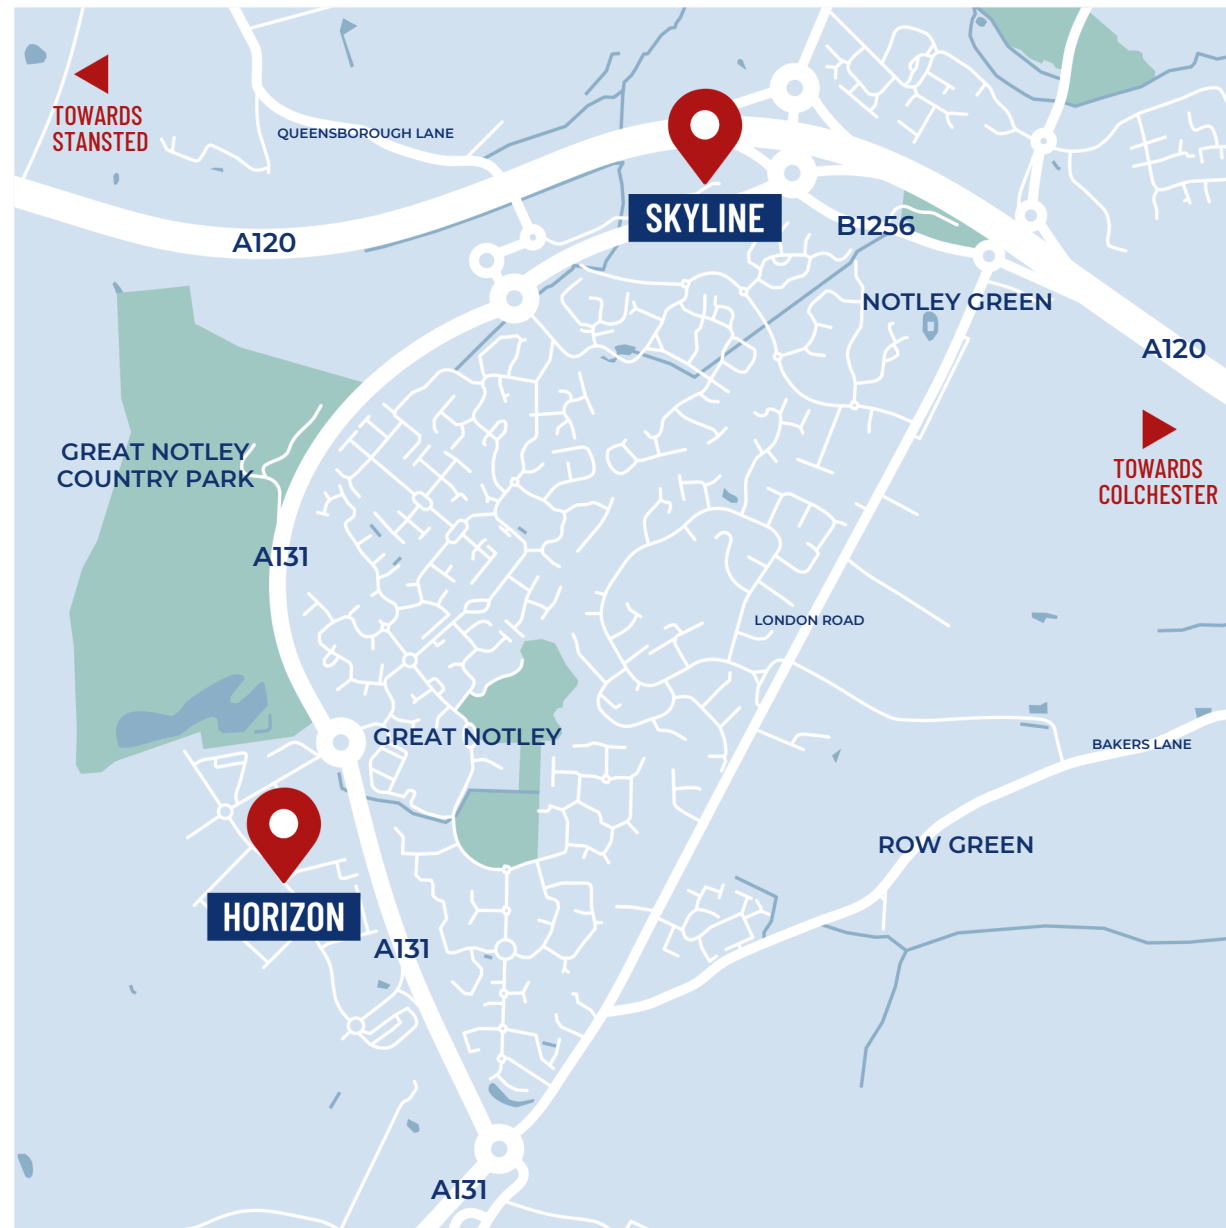 TOWARDS
STANSTED
QUEENSBOROUGH LANE
SKYLINE
B1256
A120
NOTLEY GREEN
A120
GREAT NOTLEY
COUNTRY PARK
TOWARDS
COLCHESTER
A131
LONDON ROAD
GREAT NOTLEY
BAKERS LANE
ROW GREEN
HORIZON
A131
A131